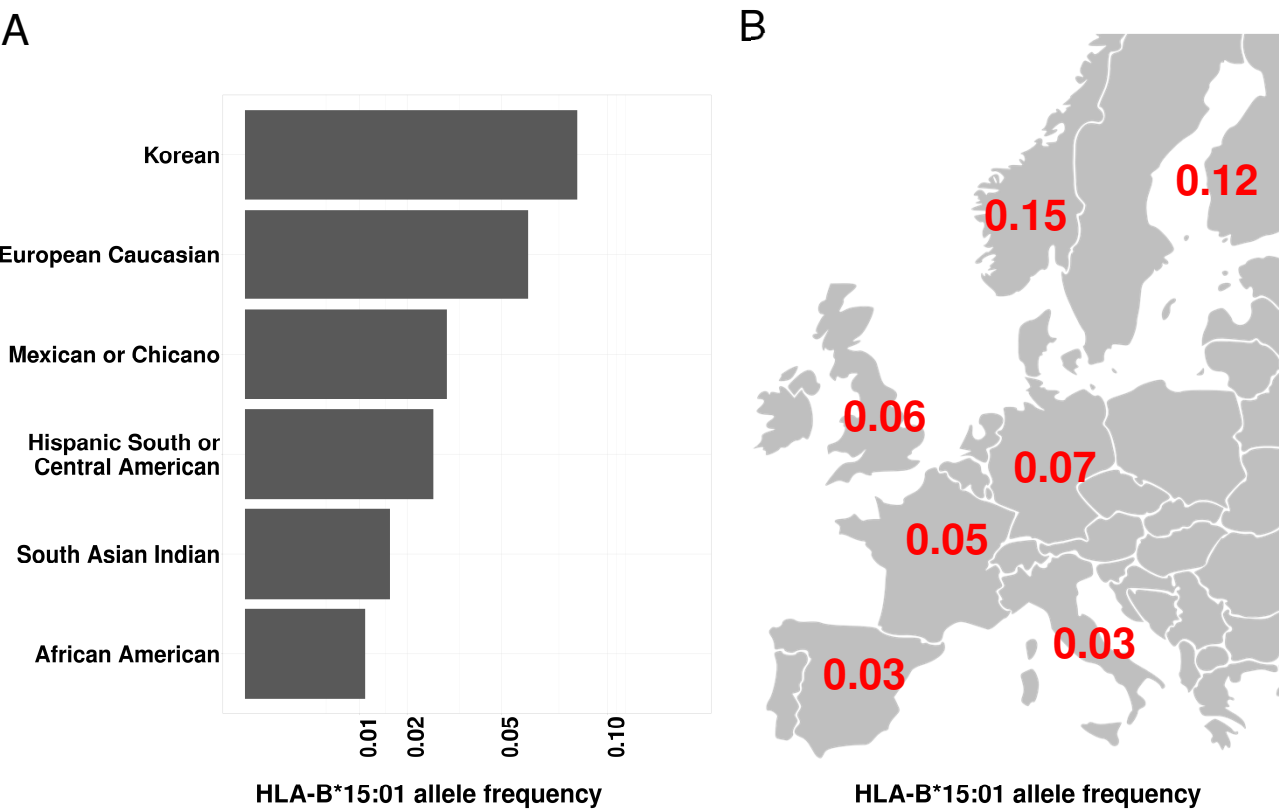 A
Korean
European Caucasian
Mexican or Chicano
Hispanic South or
Central American
South Asian Indian
African American
0.01
0.02
0.05
0.10
HLA-B*15:01 allele frequency
B
0.12
0.15
0.06
0.07
0.05
0.03
0.03
HLA-B*15:01 allele frequency